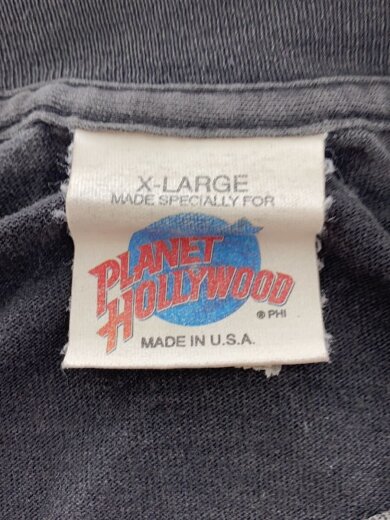 X-LARGE
MADE SPECIALLY FOR
PLANET
HOLLYWOOD
® PHI
MADE IN U.S.A.